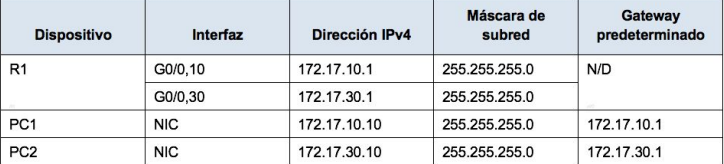 Dispositivo Interfaz Dirección IPv4 Máscara de subred Gateway predeterminado
R1 G0/0,10 172.17.10.1 255.255.255.0 N/D
G0/0,30 172.17.30.1 255.255.255.0
PC1 NIC 172.17.10.10 255.255.255.0 172.17.10.1
PC2 NIC 172.17.30.10 255.255.255.0 172.17.30.1